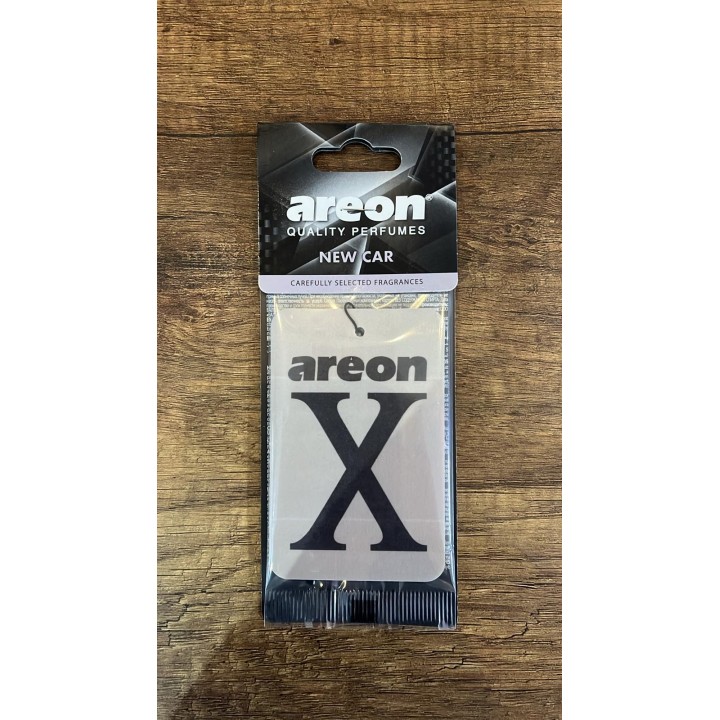 areon®
QUALITY PERFUMES
NEW CAR
CAREFULLY SELECTED FRAGRANCES
areon
X